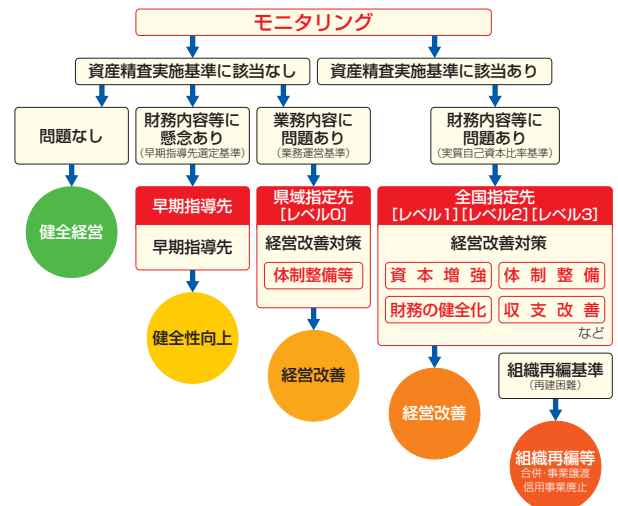 モニタリング
資産精査実施基準に該当なし
資産精査実施基準に該当あり
問題なし
財務内容等に
懸念あり
（早期指導先選定基準）
業務内容に
問題あり
（業務運営基準）
財務内容等に
問題あり
（実質自己資本比率基準）
健全経営
早期指導先
早期指導先
健全性向上
県域指定先
［レベル0］
経営改善対策
体制整備等
経営改善
全国指定先
［レベル1］［レベル2］［レベル3］
経営改善対策
資本増強
体制整備
財務の健全化
収支改善
など
経営改善
組織再編基準
（再建困難）
組織再編等
合併・事業譲渡
信用事業廃止